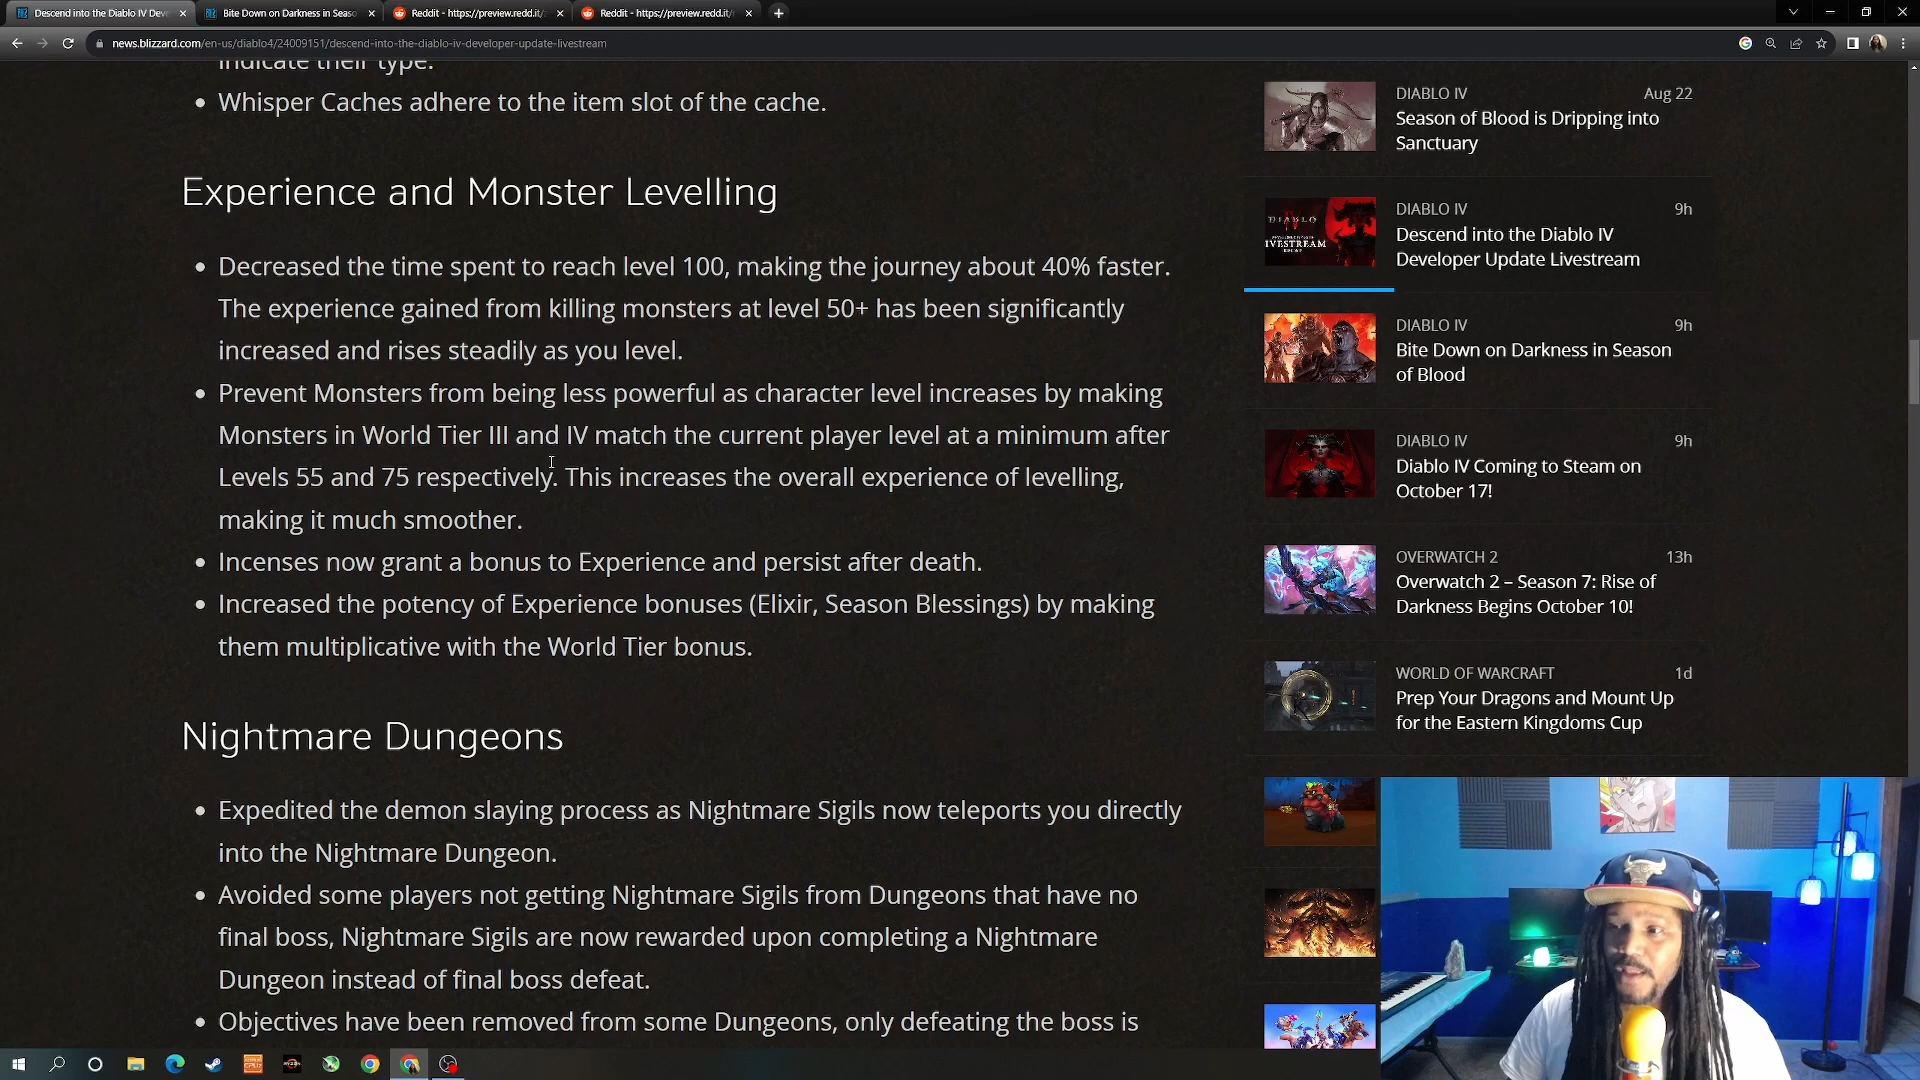 Descend into the Diablo IV Dev
Bite Down on Darkness in Seaso
Reddit - https://preview.redd.it/
Reddit - https://preview.redd.it/
news.blizzard.com/en-us/diablo4/24009151/descend-into-the-diablo-iv-developer-update-livestream
indicate their type.
• Whisper Caches adhere to the item slot of the cache.
Experience and Monster Levelling
• Decreased the time spent to reach level 100, making the journey about 40% faster.
The experience gained from killing monsters at level 50+ has been significantly
increased and rises steadily as you level.
• Prevent Monsters from being less powerful as character level increases by making
Monsters in World Tier III and IV match the current player level at a minimum after
Levels 55 and 75 respectively. This increases the overall experience of levelling,
making it much smoother.
• Incenses now grant a bonus to Experience and persist after death.
• Increased the potency of Experience bonuses (Elixir, Season Blessings) by making
them multiplicative with the World Tier bonus.
Nightmare Dungeons
• Expedited the demon slaying process as Nightmare Sigils now teleports you directly
into the Nightmare Dungeon.
• Avoided some players not getting Nightmare Sigils from Dungeons that have no
final boss, Nightmare Sigils are now rewarded upon completing a Nightmare
Dungeon instead of final boss defeat.
• Objectives have been removed from some Dungeons, only defeating the boss is
DIABLO IV Aug 22
Season of Blood is Dripping into
Sanctuary
DIABLO IV 9h
Descend into the Diablo IV
Developer Update Livestream
DIABLO IV 9h
Bite Down on Darkness in Season
of Blood
DIABLO IV 9h
Diablo IV Coming to Steam on
October 17!
OVERWATCH 2 13h
Overwatch 2 – Season 7: Rise of
Darkness Begins October 10!
WORLD OF WARCRAFT 1d
Prep Your Dragons and Mount Up
for the Eastern Kingdoms Cup